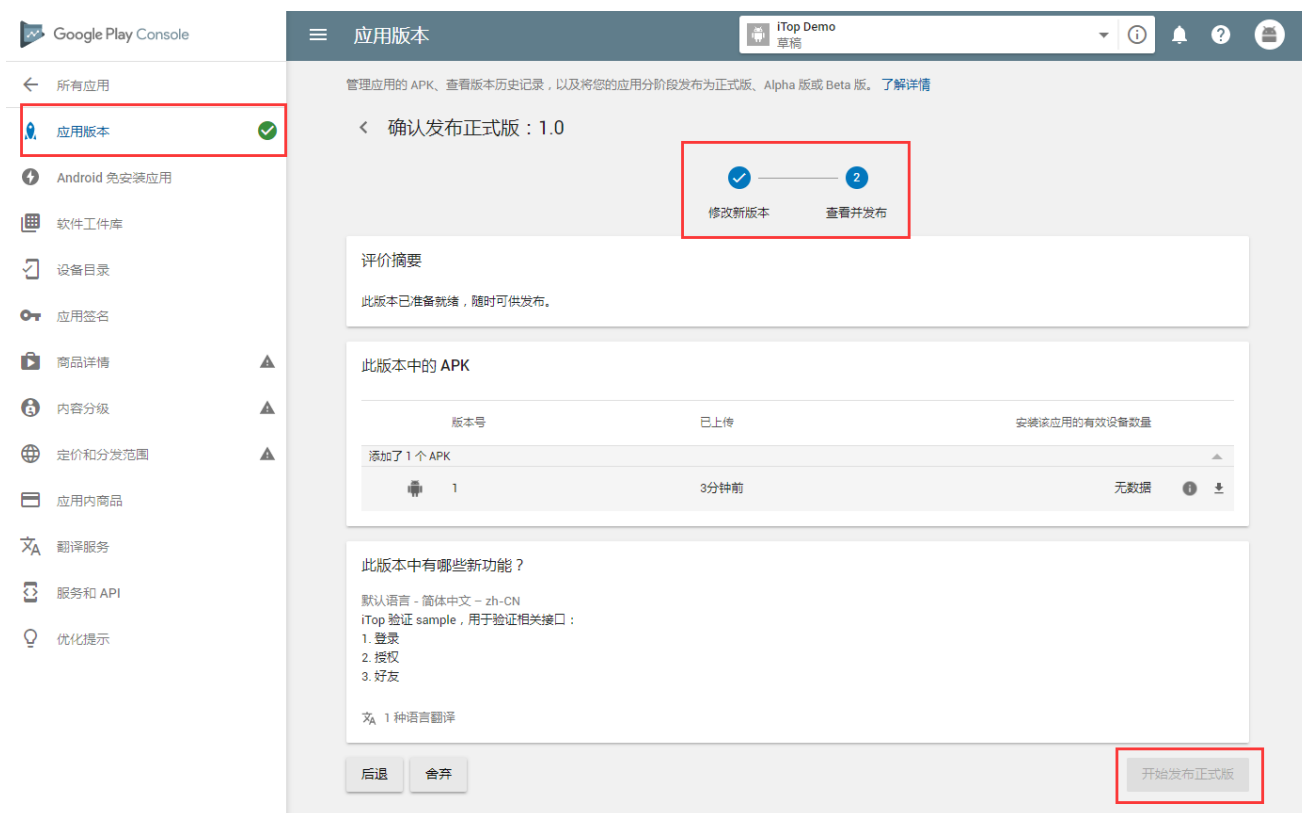 Google Play Console
应用版本
iTop Demo
草稿
所有应用
应用版本
Android 免安装应用
软件工件库
设备目录
应用签名
商品详情
内容分级
定价和分发范围
应用内商品
翻译服务
服务和 API
优化提示
管理应用的 APK、查看版本历史记录，以及将您的应用分阶段发布为正式版、Alpha 版或 Beta 版。 了解详情
确认发布正式版：1.0
2
修改新版本 查看并发布
评价摘要
此版本已准备就绪，随时可供发布。
此版本中的 APK
版本号 已上传 安装该应用的有效设备数量
添加了 1 个 APK
1 3分钟前 无数据
此版本中有哪些新功能？
默认语言 - 简体中文 – zh-CN
iTop 验证 sample，用于验证相关接口：
1. 登录
2. 授权
3. 好友
1 种语言翻译
后退 舍弃 开始发布正式版